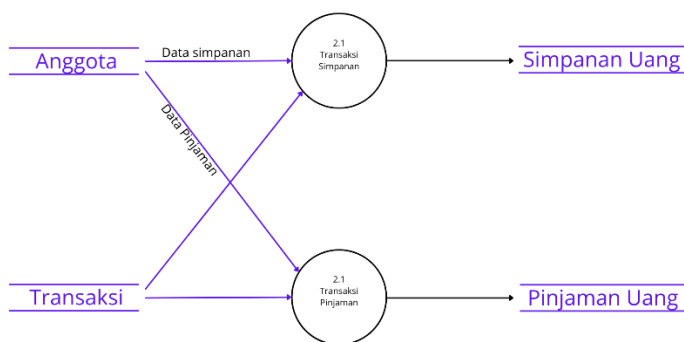 Anggota
Data simpanan
2.1
Transaksi
Simpanan
Simpanan Uang
Data Pinjaman
Transaksi
2.1
Transaksi
Pinjaman
Pinjaman Uang